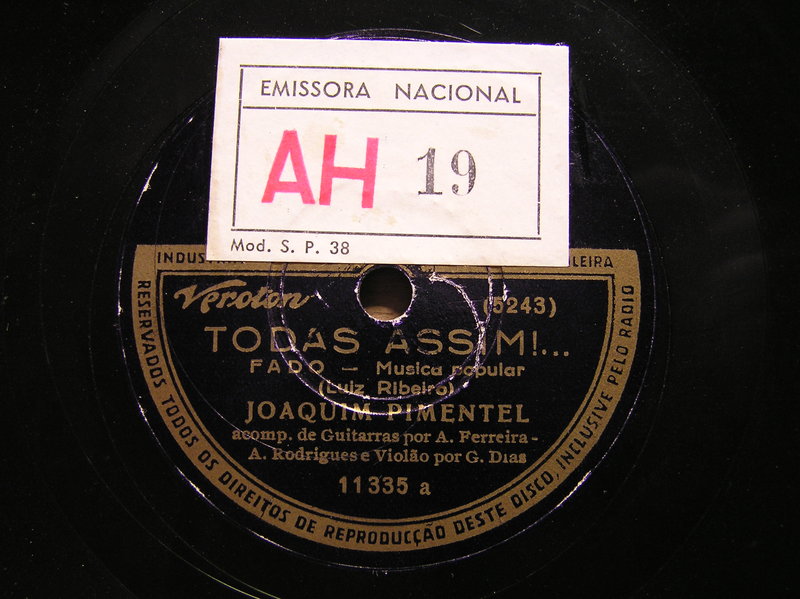 EMISSORA NACIONAL
AH 19
Mod. S. P. 38
Veroton
(5243)
TODAS ASSIM!...
FADO — Musica popular
(Luiz Ribeiro)
JOAQUIM PIMENTEL
acomp. de Guitarras por A. Ferreira -
A. Rodrigues e Violão por G. Dias
11335 a
RESERVADOS TODOS OS DIREITOS DE REPRODUCÇÃO DESTE DISCO, INCLUSIVE PELO RADIO